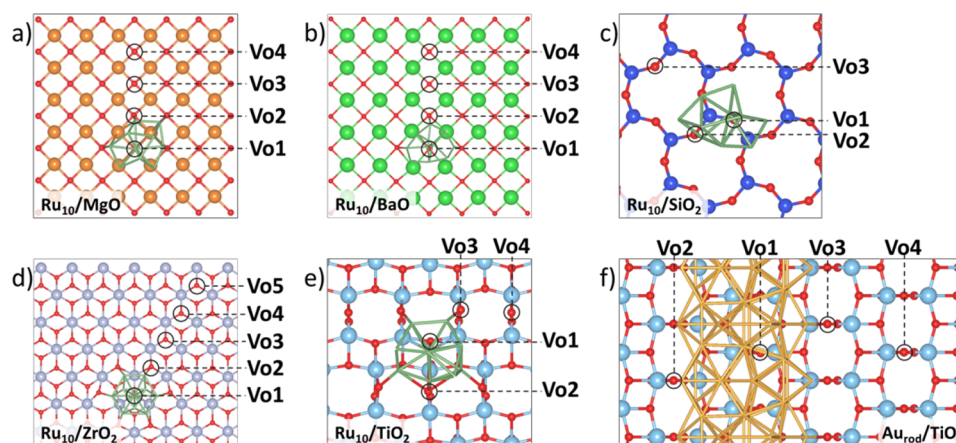 a)
Vo4
Vo3
Vo2
Vo1
Ru₁₀/MgO
b)
Vo4
Vo3
Vo2
Vo1
Ru₁₀/BaO
c)
Vo3
Vo1
Vo2
Ru₁₀/SiO₂
d)
Vo5
Vo4
Vo3
Vo2
Vo1
Ru₁₀/ZrO₂
e)
Vo3 Vo4
Vo1
Vo2
Ru₁₀/TiO₂
f)
Vo2 Vo1 Vo3 Vo4
Au_rod/TiO